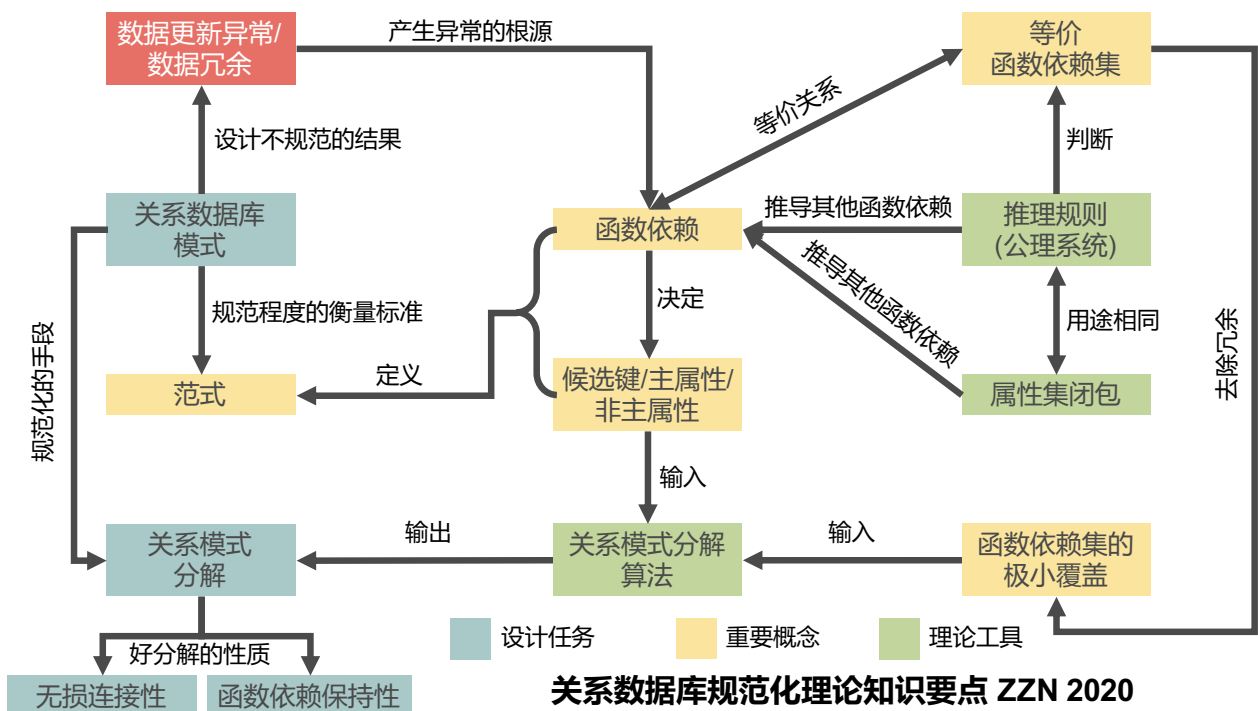 数据更新异常/
数据冗余
产生异常的根源
等价
函数依赖集
等价关系
设计不规范的结果
判断
关系数据库
模式
函数依赖
推导其他函数依赖
推理规则
(公理系统)
推导其他函数依赖
规范程度的衡量标准
决定
用途相同
去除冗余
规范化的手段
范式
定义
候选键/主属性/
非主属性
属性集闭包
输入
关系模式
分解
输出
关系模式分解
算法
输入
函数依赖集的
极小覆盖
好分解的性质
设计任务
重要概念
理论工具
无损连接性
函数依赖保持性
关系数据库规范化理论知识要点 ZZN 2020